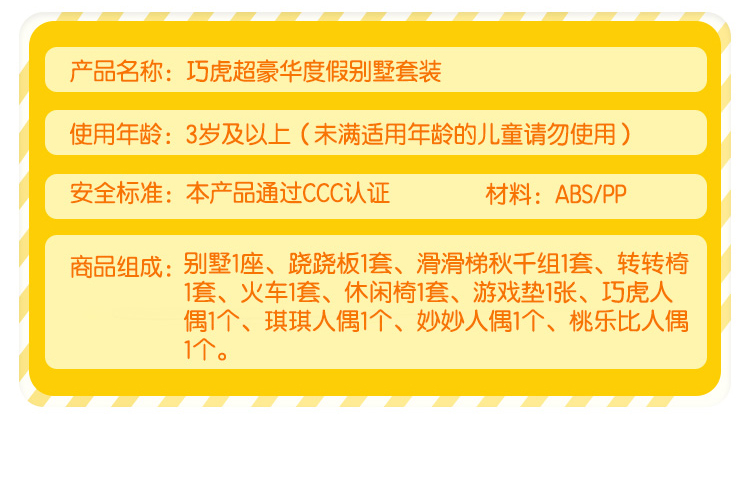 产品名称：巧虎超豪华度假别墅套装
使用年龄：3岁及以上（未满适用年龄的儿童请勿使用）
安全标准：本产品通过CCC认证 材料：ABS/PP
商品组成：别墅1座、跷跷板1套、滑滑梯秋千组1套、转转椅
1套、火车1套、休闲椅1套、游戏垫1张、巧虎人
偶1个、琪琪人偶1个、妙妙人偶1个、桃乐比人偶
1个。